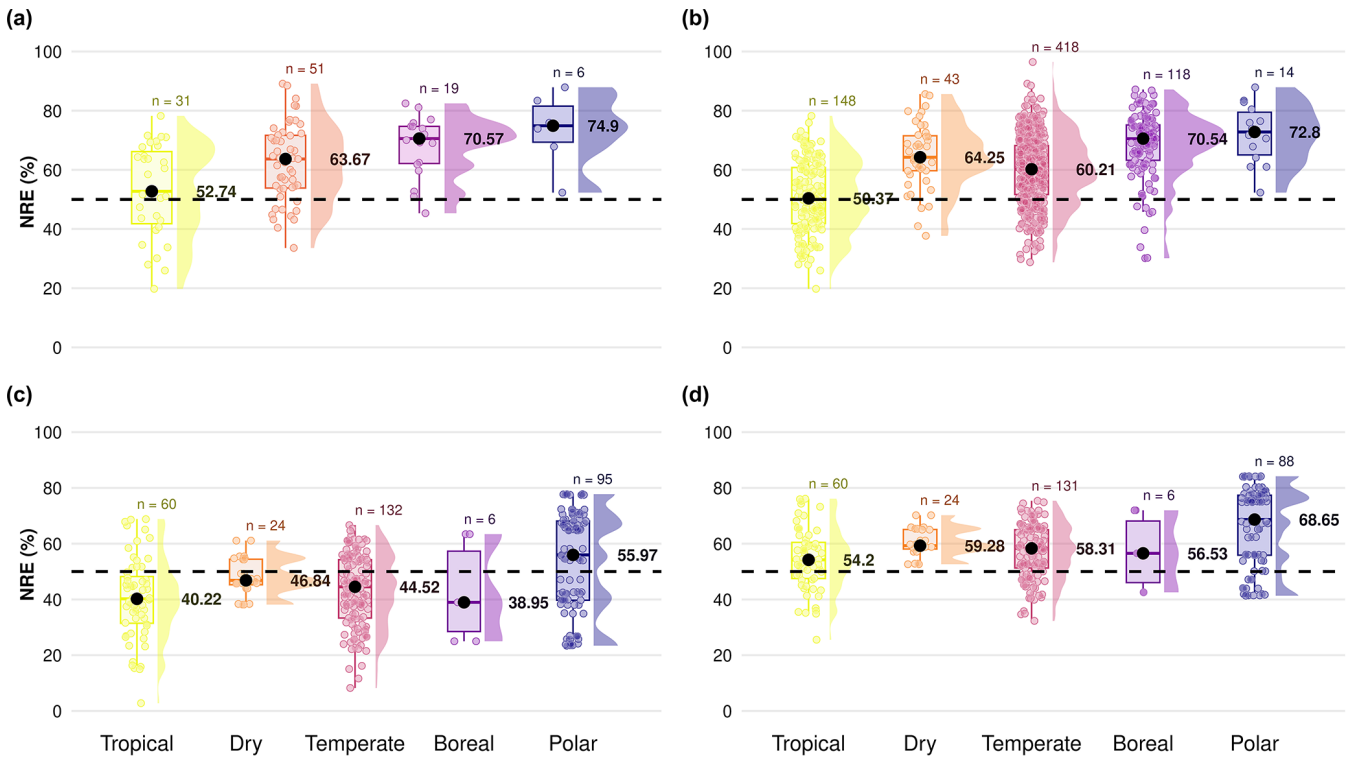 (a)
NRE (%)
100
80
60
40
20
0
n = 31
n = 51
n = 19
n = 6
52.74
63.67
70.57
74.9
(b)
100
80
60
40
20
0
n = 148
n = 43
n = 418
n = 118
n = 14
50.37
64.25
60.21
70.54
72.8
(c)
NRE (%)
100
80
60
40
20
0
n = 60
n = 24
n = 132
n = 6
n = 95
40.22
46.84
44.52
38.95
55.97
Tropical
Dry
Temperate
Boreal
Polar
(d)
100
80
60
40
20
0
n = 60
n = 24
n = 131
n = 6
n = 88
54.2
59.28
58.31
56.53
68.65
Tropical
Dry
Temperate
Boreal
Polar